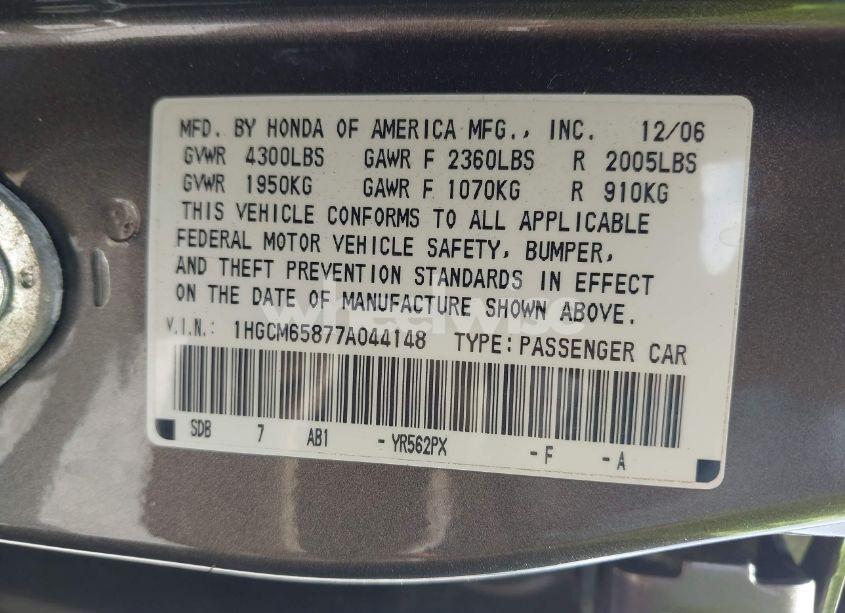 MFD. BY HONDA OF AMERICA MFG., INC. 12/06
GVWR 4300LBS GAWR F 2360LBS R 2005LBS
GVWR 1950KG GAWR F 1070KG R 910KG
THIS VEHICLE CONFORMS TO ALL APPLICABLE
FEDERAL MOTOR VEHICLE SAFETY, BUMPER,
AND THEFT PREVENTION STANDARDS IN EFFECT
ON THE DATE OF MANUFACTURE SHOWN ABOVE.
wheelwise
V.I.N.: 1HGCM65877A044148 TYPE: PASSENGER CAR
SDB 7 AB1 - YR562PX - F - A